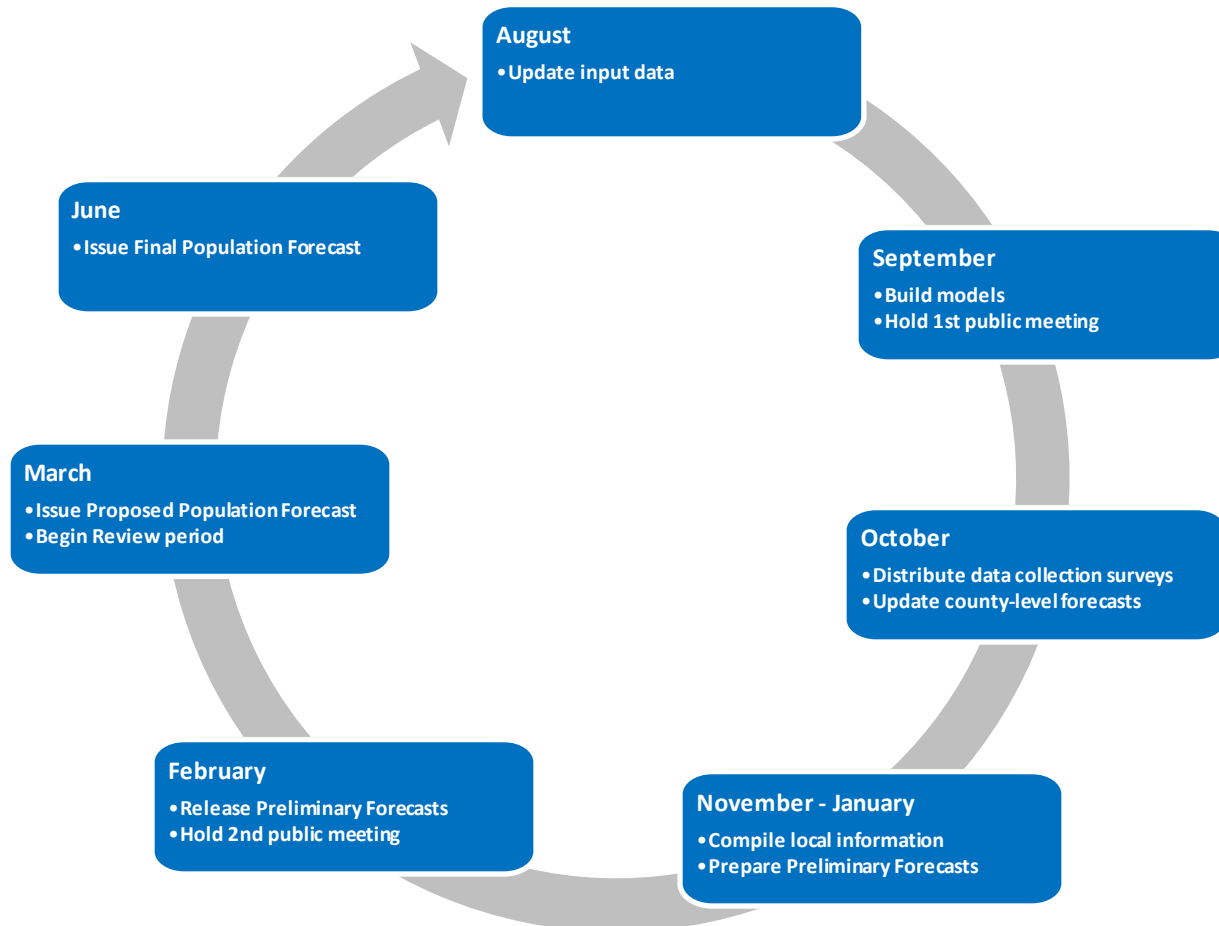 August
•Update input data
September
•Build models
•Hold 1st public meeting
October
•Distribute data collection surveys
•Update county-level forecasts
November - January
•Compile local information
•Prepare Preliminary Forecasts
February
•Release Preliminary Forecasts
•Hold 2nd public meeting
March
•Issue Proposed Population Forecast
•Begin Review period
June
•Issue Final Population Forecast